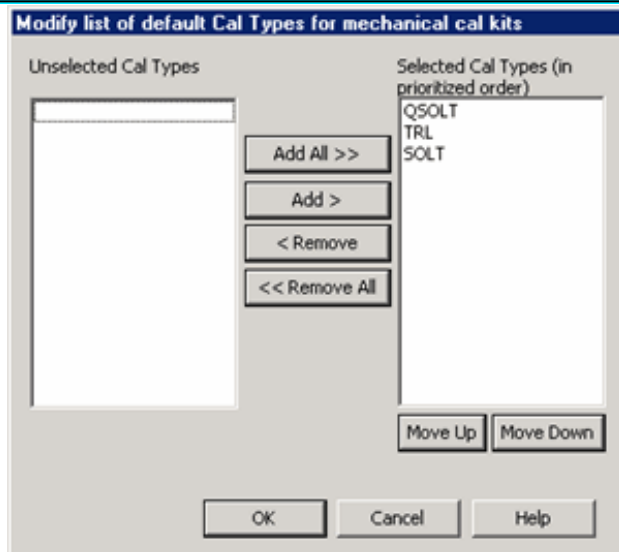 Modify list of default Cal Types for mechanical cal kits
Unselected Cal Types
Selected Cal Types (in
prioritized order)
QSOLT
TRL
SOLT
Add All >>
Add >
< Remove
<< Remove All
Move Up
Move Down
OK
Cancel
Help